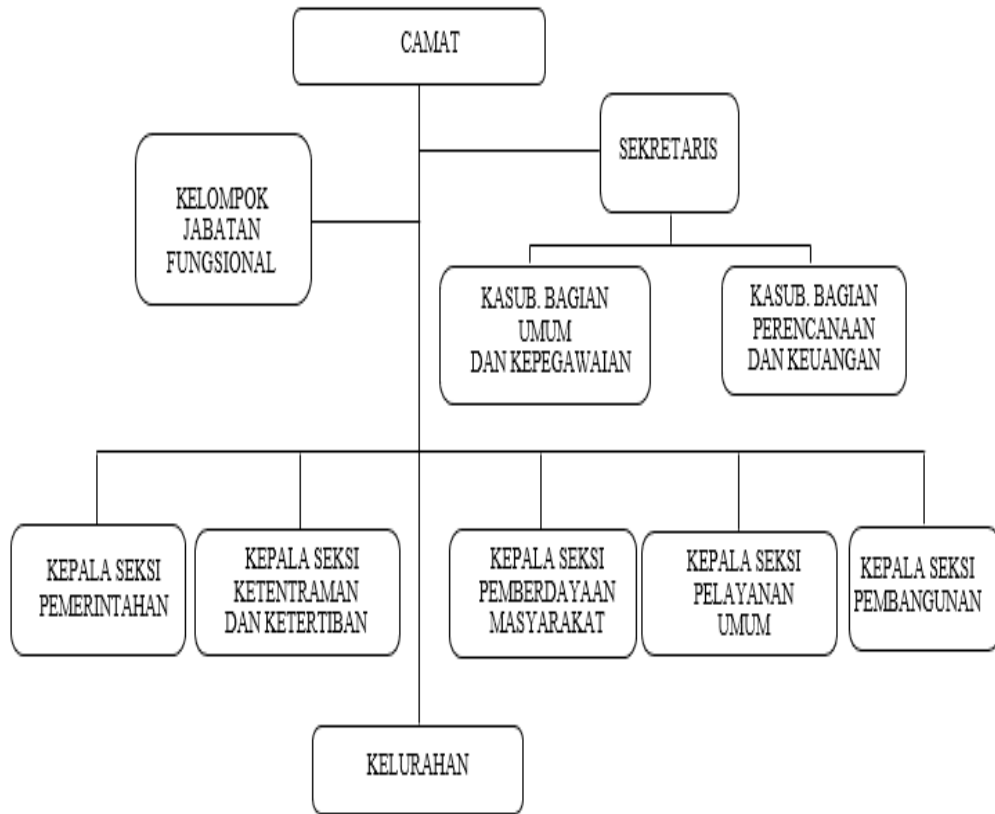 CAMAT
SEKRETARIS
KELOMPOK
JABATAN
FUNGSIONAL
KASUB. BAGIAN
UMUM
DAN KEPEGAWAIAN
KASUB. BAGIAN
PERENCANAAN
DAN KEUANGAN
KEPALA SEKSI
PEMERINTAHAN
KEPALA SEKSI
KETENTRAMAN
DAN KETERTIBAN
KEPALA SEKSI
PEMBERDAYAAN
MASYARAKAT
KEPALA SEKSI
PELAYANAN
UMUM
KEPALA SEKSI
PEMBANGUNAN
KELURAHAN